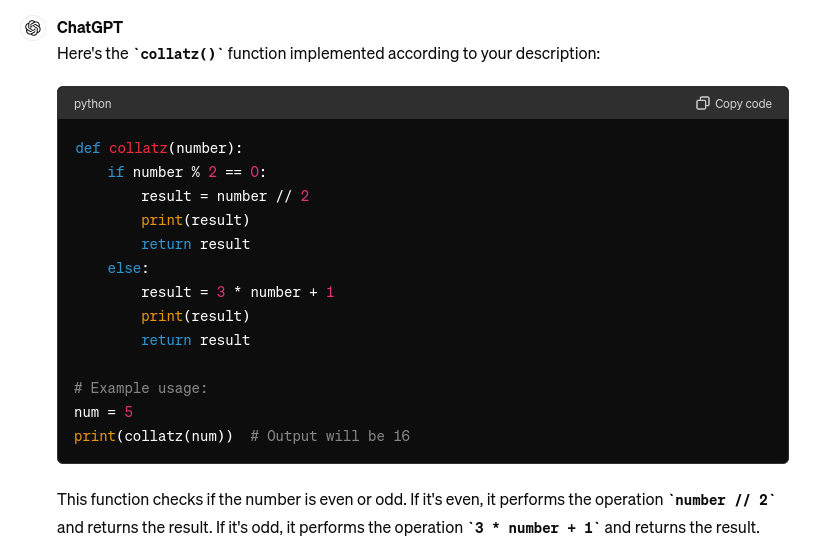 ChatGPT
Here's the `collatz()` function implemented according to your description:
python
Copy code
def collatz(number):
    if number % 2 == 0:
        result = number // 2
        print(result)
        return result
    else:
        result = 3 * number + 1
        print(result)
        return result
# Example usage:
num = 5
print(collatz(num))  # Output will be 16
This function checks if the number is even or odd. If it's even, it performs the operation `number // 2`
and returns the result. If it's odd, it performs the operation `3 * number + 1` and returns the result.